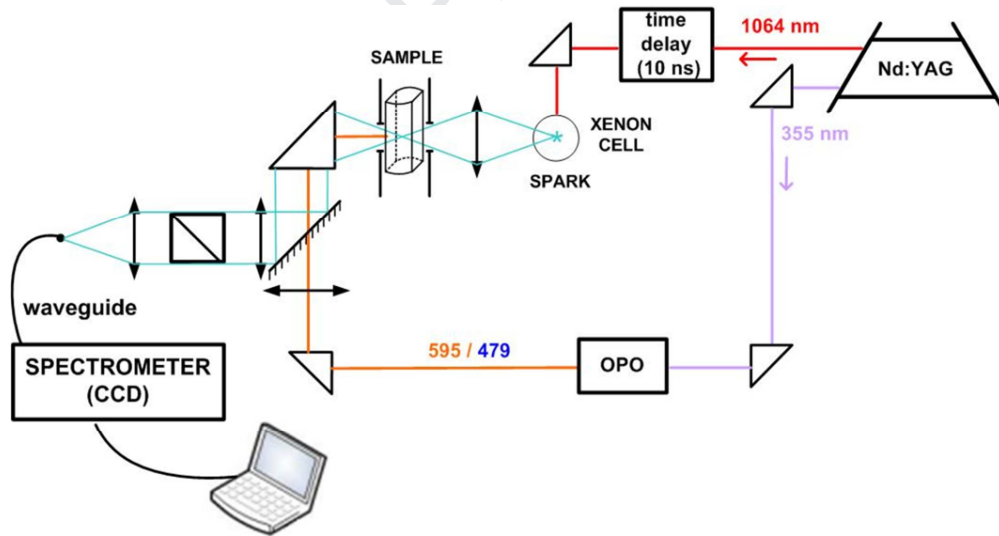 time
delay
(10 ns)
1064 nm
Nd:YAG
SAMPLE
XENON
CELL
SPARK
355 nm
waveguide
595 / 479
OPO
SPECTROMETER
(CCD)